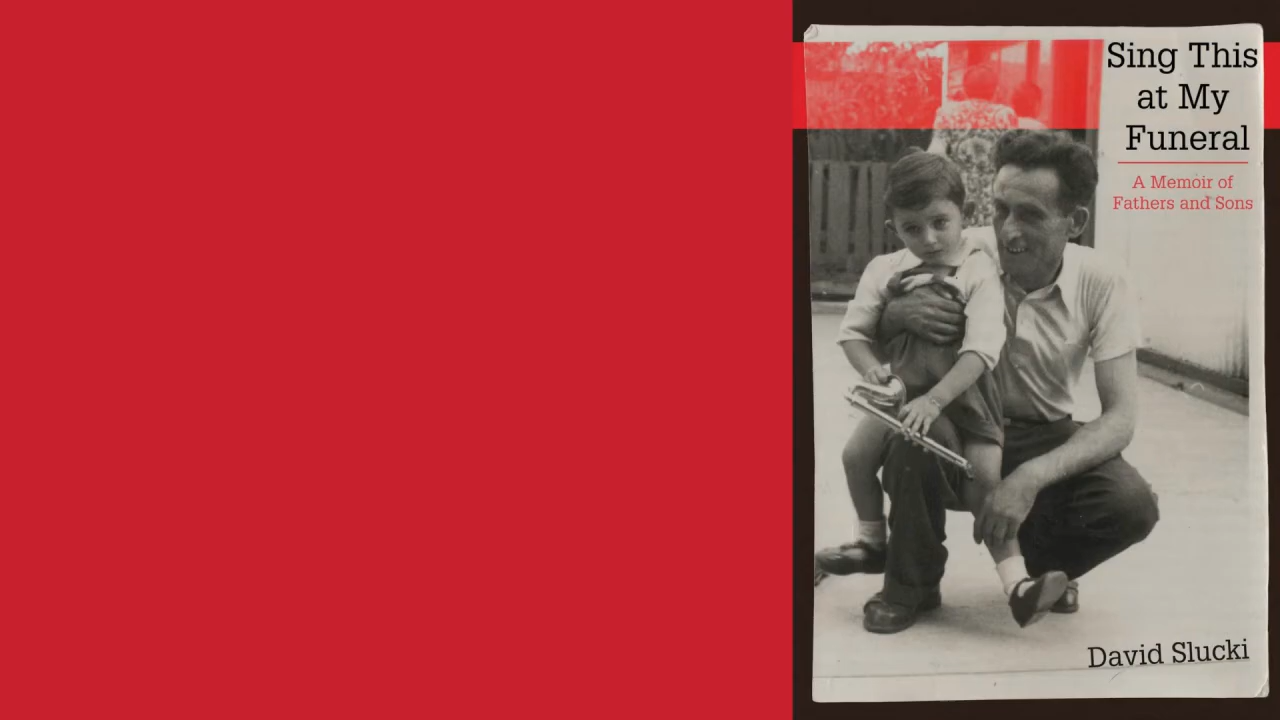 Sing This
at My
Funeral
A Memoir of
Fathers and Sons
David Slucki